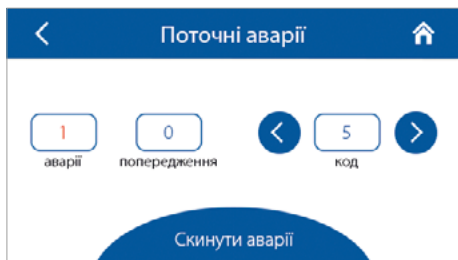 Поточні аварії
1 0 5
аварії попередження код
Скинути аварії